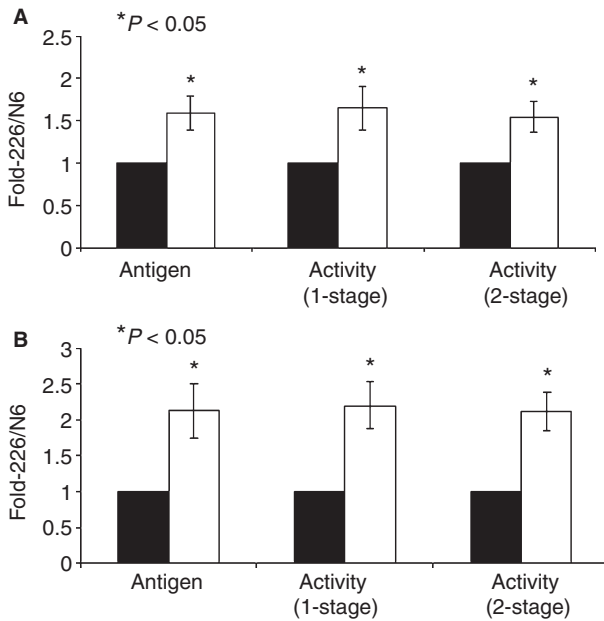 A
*P < 0.05
Fold-226/N6
2.5
2
1.5
1
0.5
0
* * *
Antigen
Activity
(1-stage)
Activity
(2-stage)
B
*P < 0.05
Fold-226/N6
3
2.5
2
1.5
1
0.5
0
* * *
Antigen
Activity
(1-stage)
Activity
(2-stage)